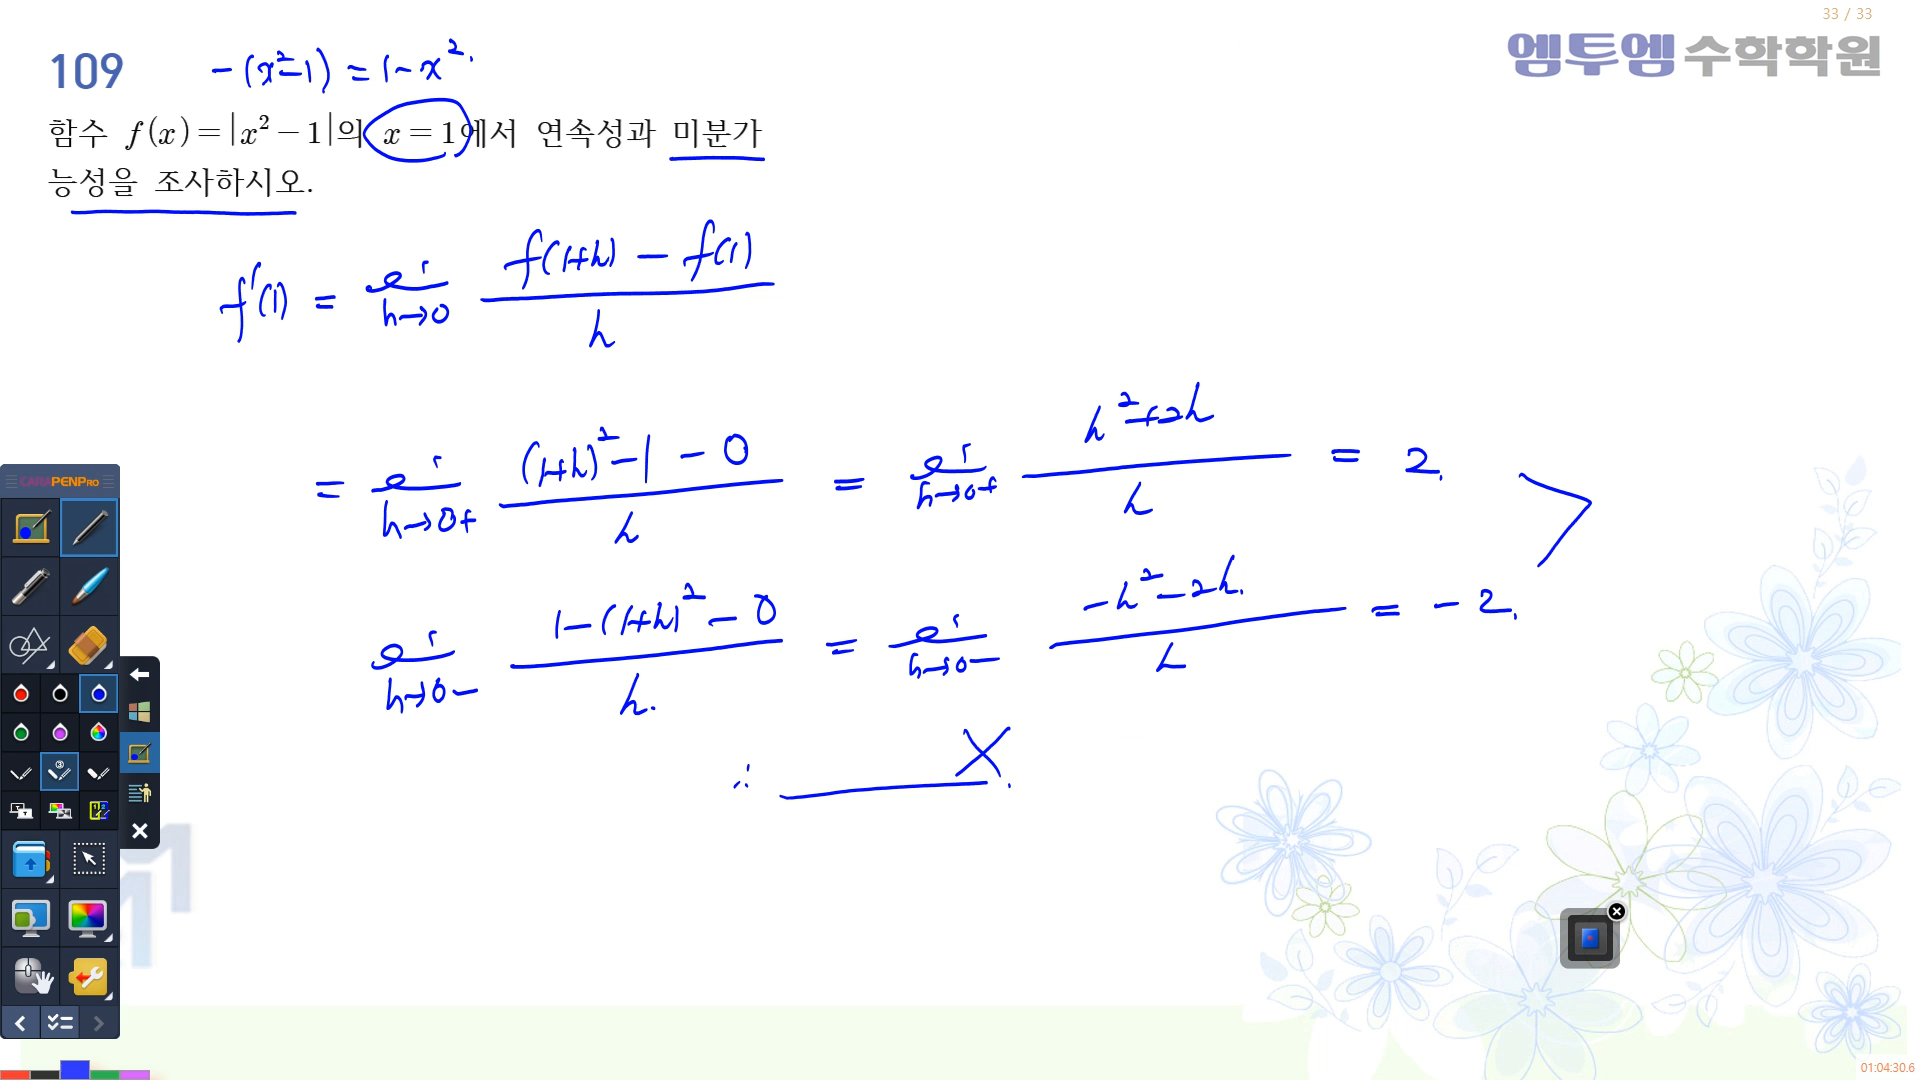 33 / 33
엠투엠 수학학원
109
-(x²-1) = 1-x².
함수 f(x)=|x²-1|의 x=1에서 연속성과 미분가
능성을 조사하시오.
f'(1) = lim h→0 f(1+h) - f(1) / h
= lim h→0+ (1+h)²-1-0 / h = lim h→0+ h²+2h / h = 2.
lim h→0- 1-(1+h)²-0 / h. = lim h→0- -h²-2h. / h = -2.
∴ X.
CARAPENPRO
③
01:04:30.6